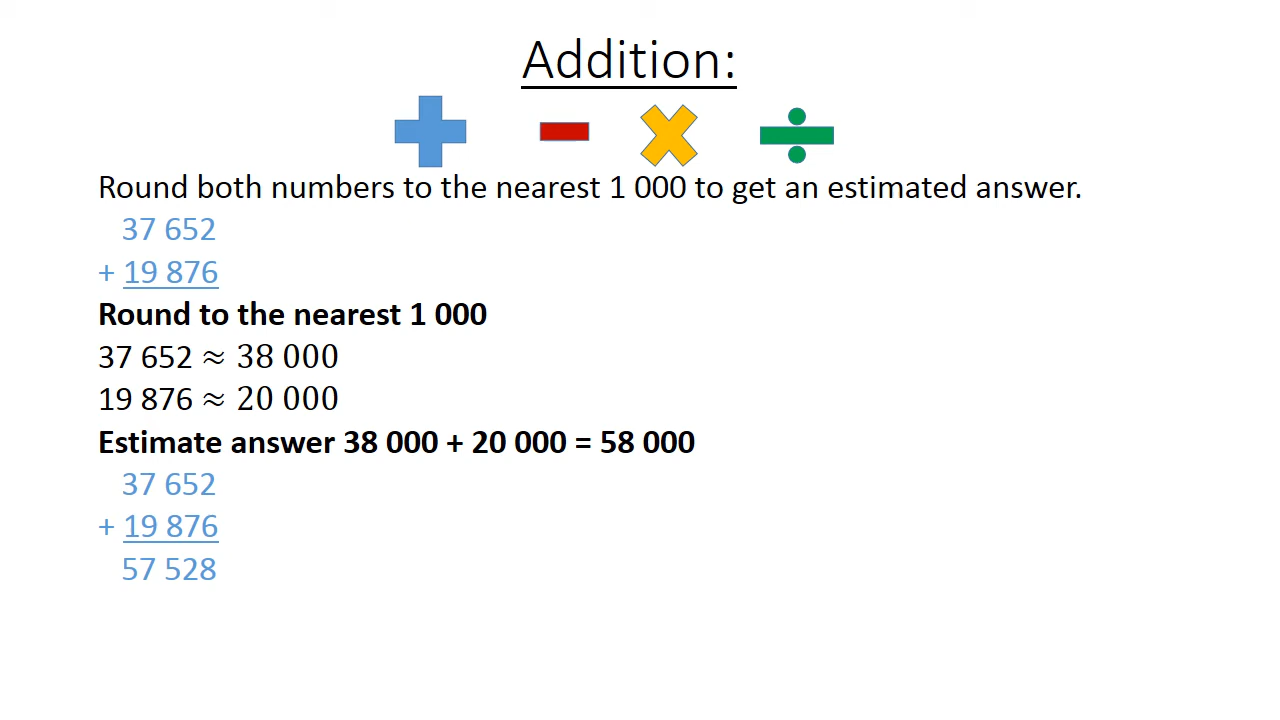 Addition:
Round both numbers to the nearest 1 000 to get an estimated answer.
37 652
+ 19 876
Round to the nearest 1 000
37 652 ≈ 38 000
19 876 ≈ 20 000
Estimate answer 38 000 + 20 000 = 58 000
37 652
+ 19 876
57 528